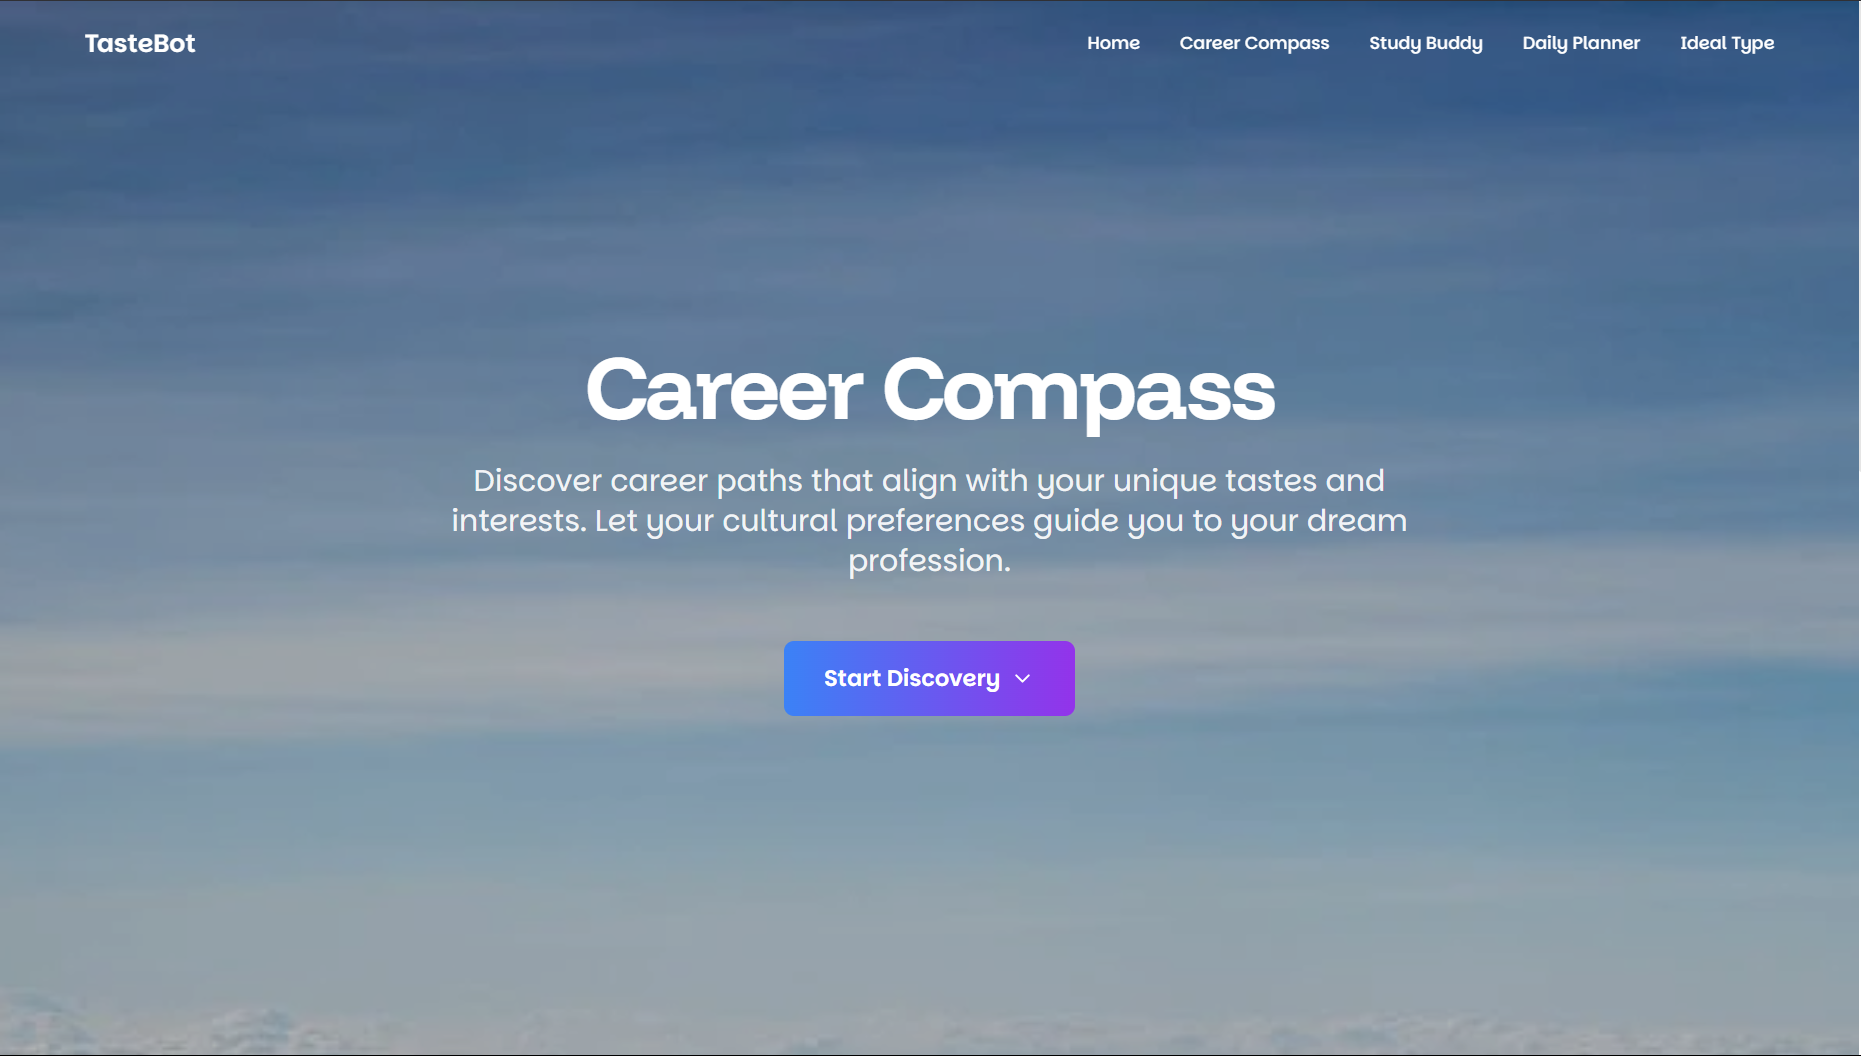 TasteBot
Home Career Compass Study Buddy Daily Planner Ideal Type
Career Compass
Discover career paths that align with your unique tastes and
interests. Let your cultural preferences guide you to your dream
profession.
Start Discovery